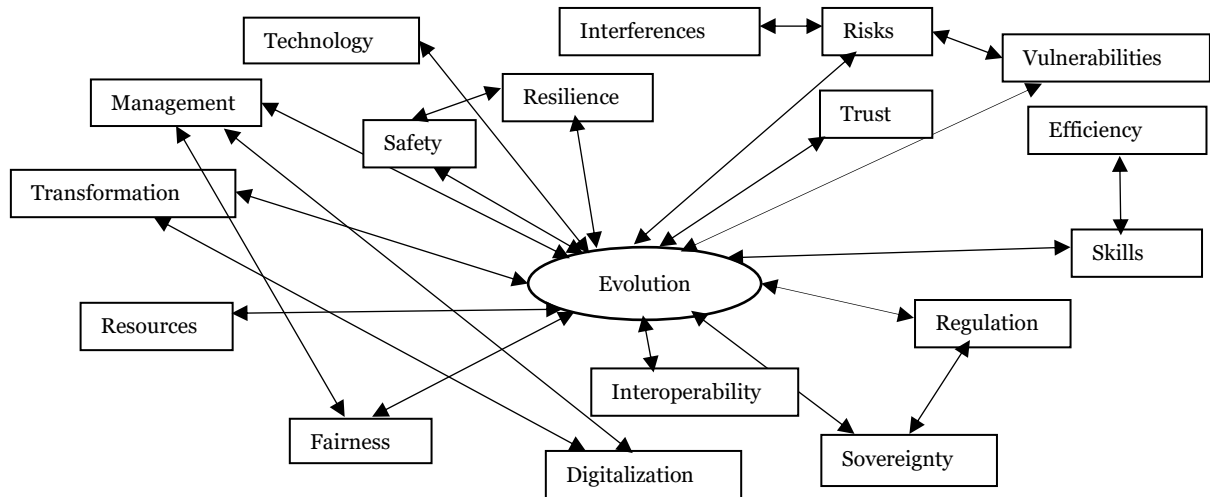 Interferences
Risks
Technology
Vulnerabilities
Management
Resilience
Trust
Efficiency
Safety
Transformation
Skills
Evolution
Resources
Regulation
Interoperability
Fairness
Sovereignty
Digitalization